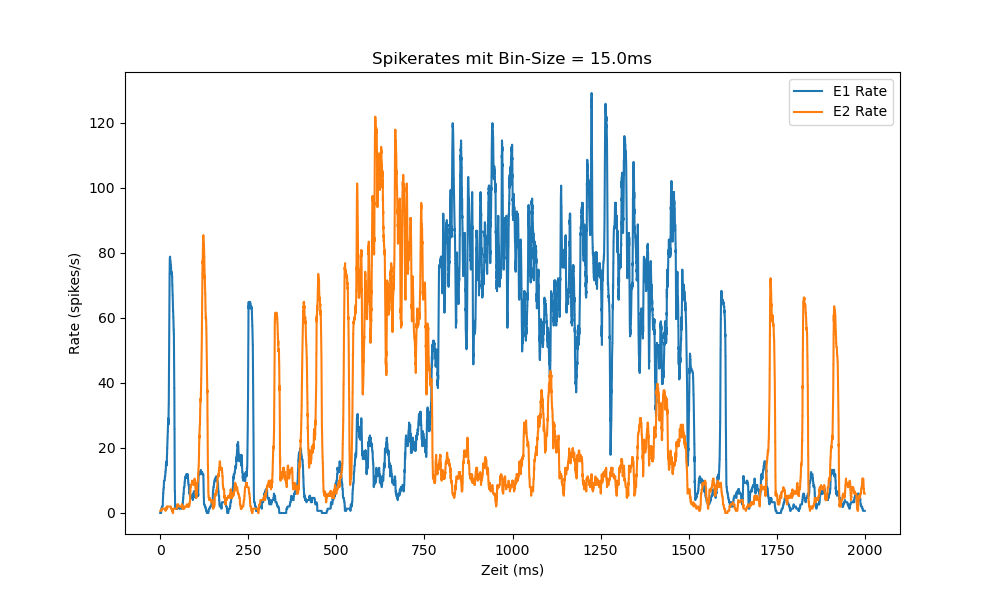 Spikerates mit Bin-Size = 15.0ms
E1 Rate
E2 Rate
Rate (spikes/s)
120
100
80
60
40
20
0
0 250 500 750 1000 1250 1500 1750 2000
Zeit (ms)